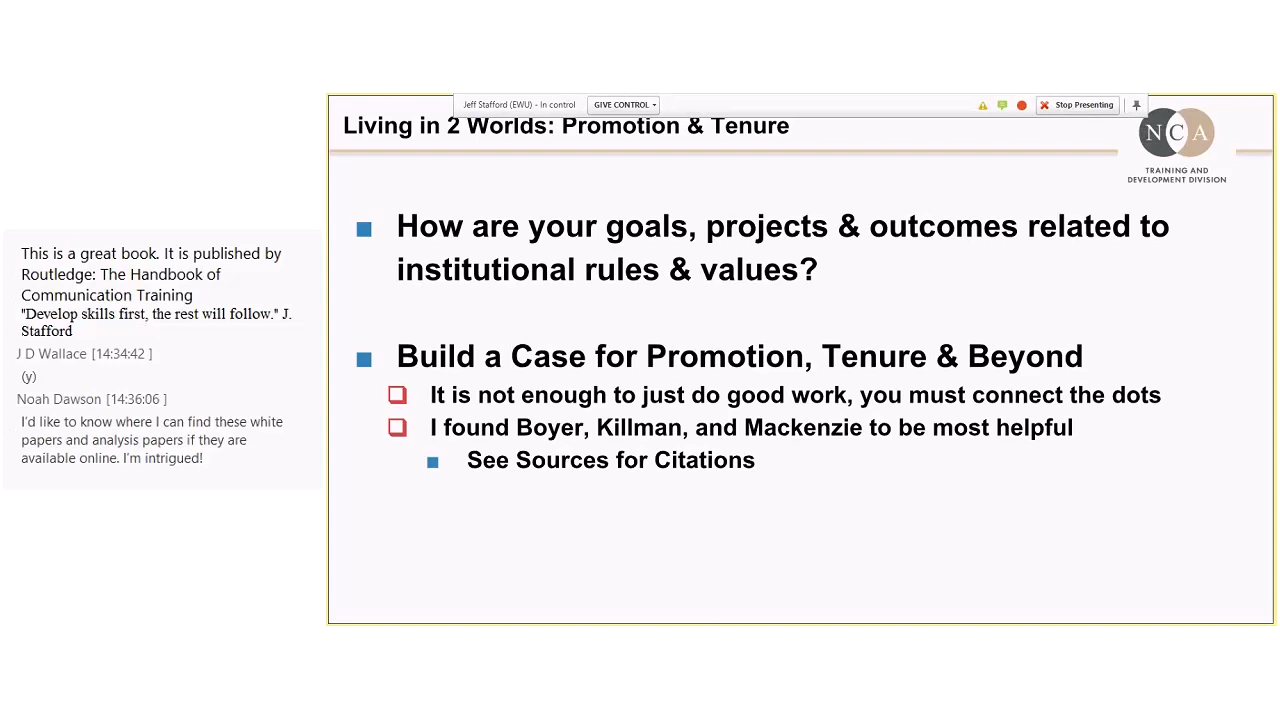 Jeff Stafford (EWU) - In control
GIVE CONTROL
Stop Presenting
Living in 2 Worlds: Promotion & Tenure
NCA
TRAINING AND
DEVELOPMENT DIVISION
How are your goals, projects & outcomes related to
institutional rules & values?
Build a Case for Promotion, Tenure & Beyond
It is not enough to just do good work, you must connect the dots
I found Boyer, Killman, and Mackenzie to be most helpful
See Sources for Citations
This is a great book. It is published by
Routledge: The Handbook of
Communication Training
"Develop skills first, the rest will follow." J.
Stafford
J D Wallace [14:34:42 ]
(y)
Noah Dawson [14:36:06 ]
I'd like to know where I can find these white
papers and analysis papers if they are
available online. I'm intrigued!